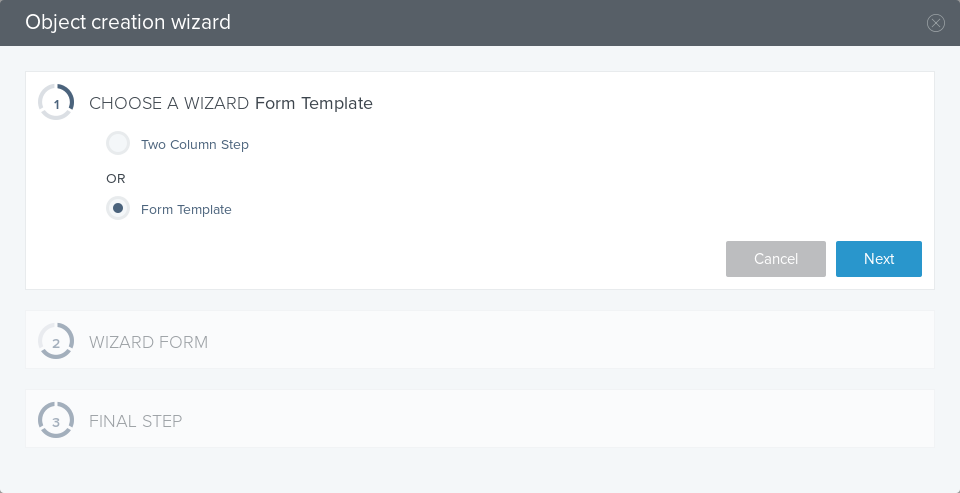 Object creation wizard
1 CHOOSE A WIZARD Form Template
Two Column Step
OR
Form Template
Cancel Next
2 WIZARD FORM
3 FINAL STEP